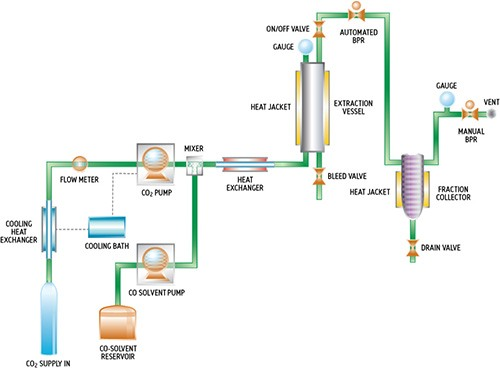 ON/OFF VALVE
AUTOMATED
BPR
GAUGE
HEAT JACKET
EXTRACTION
VESSEL
GAUGE
VENT
MANUAL
BPR
MIXER
FLOW METER
CO₂ PUMP
HEAT
EXCHANGER
BLEED VALVE
HEAT JACKET
FRACTION
COLLECTOR
COOLING
HEAT
EXCHANGER
COOLING BATH
DRAIN VALVE
CO SOLVENT PUMP
CO-SOLVENT
RESERVOIR
CO₂ SUPPLY IN